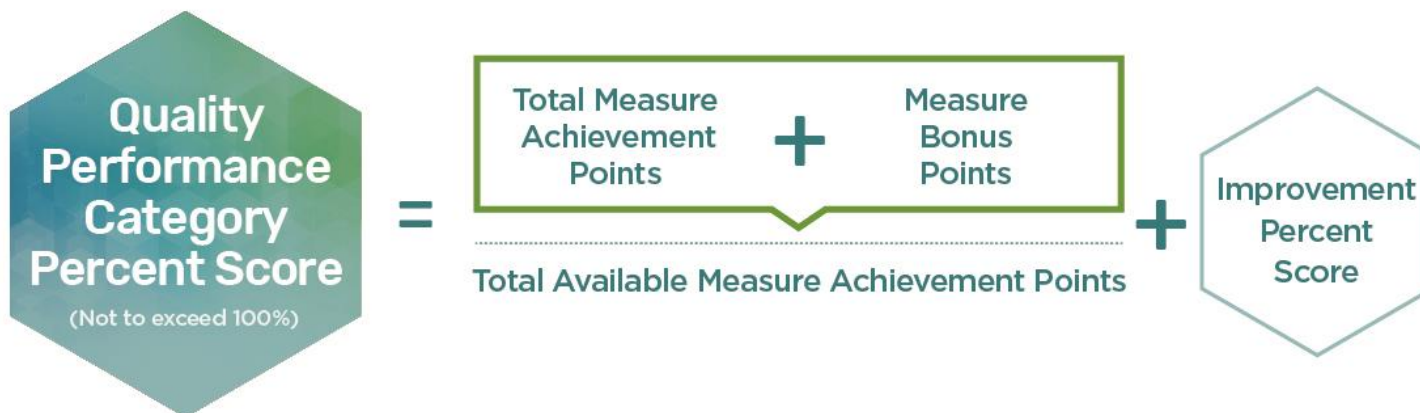 Quality
Performance
Category
Percent Score
(Not to exceed 100%)
=
Total Measure
Achievement
Points
+
Measure
Bonus
Points
Total Available Measure Achievement Points
+
Improvement
Percent
Score